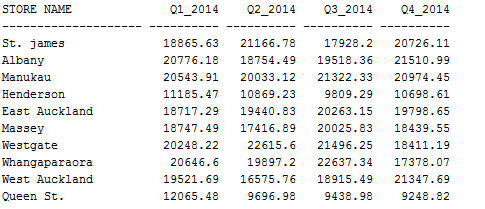 STORE NAME Q1_2014 Q2_2014 Q3_2014 Q4_2014
-------------------- ---------- ---------- ---------- ----------
St. james 18865.63 21166.78 17928.2 20726.11
Albany 20776.18 18754.49 19518.36 21510.99
Manukau 20543.91 20033.12 21322.33 20974.45
Henderson 11185.47 10869.23 9809.29 10698.61
East Auckland 18717.29 19440.83 20263.15 19798.65
Massey 18747.49 17416.89 20025.83 18439.55
Westgate 20248.22 22615.6 21496.25 18411.19
Whangaparaora 20646.6 19897.2 22637.34 17378.07
West Auckland 19521.69 16575.76 18915.49 21347.69
Queen St. 12065.48 9696.98 9438.98 9248.82